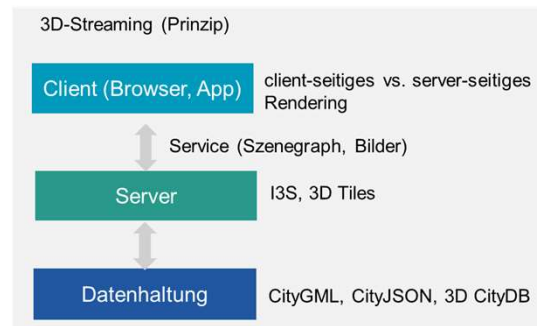 3D-Streaming (Prinzip)
Client (Browser, App)
client-seitiges vs. server-seitiges
Rendering
Service (Szenegraph, Bilder)
Server
I3S, 3D Tiles
Datenhaltung
CityGML, CityJSON, 3D CityDB